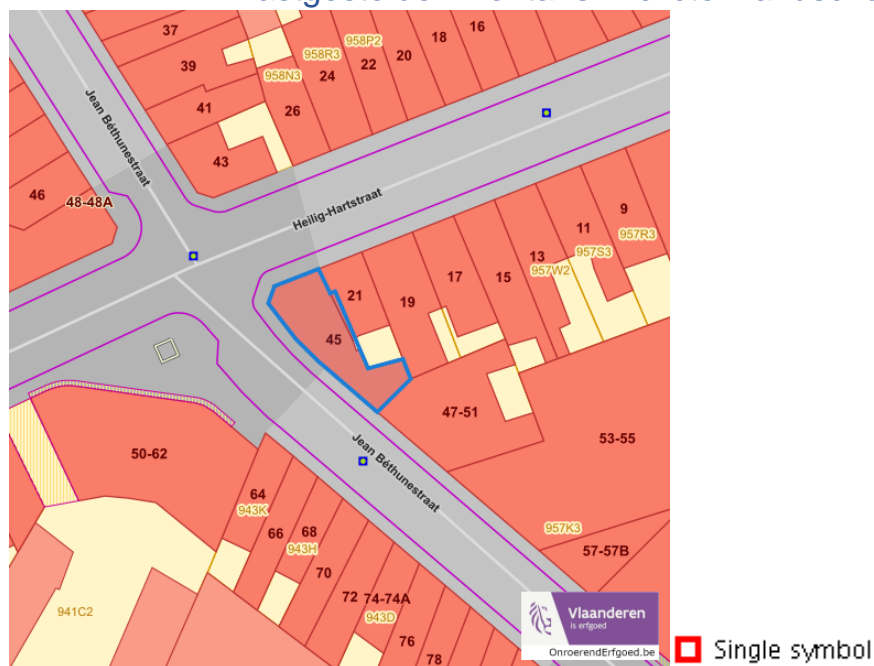 37
39
41
43
958N3
958R3
958P2
26
24
22
20
18
16
Jean Béthunestraat
46
48-48A
Heilig-Hartstraat
9
11
957R3
957S3
13
957W2
15
17
19
21
45
47-51
53-55
50-62
Jean Béthunestraat
64
943K
66
68
943H
70
72
74-74A
943D
76
78
941C2
957K3
57-57B
Vlaanderen
is erfgoed
OnroerendErfgoed.be
Single symbol